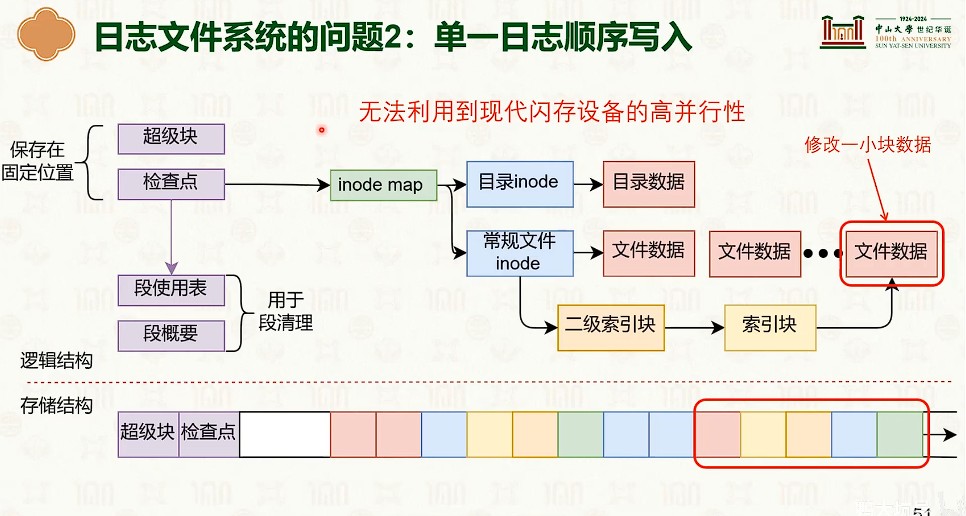 日志文件系统的问题2：单一日志顺序写入
1924-2024
中山大學 世纪华诞
100th ANNIVERSARY
SUN YAT-SEN UNIVERSITY
无法利用到现代闪存设备的高并行性
修改一小块数据
保存在
固定位置
超级块
检查点
inode map
目录inode
目录数据
常规文件
inode
文件数据
文件数据
文件数据
段使用表
段概要
用于
段清理
二级索引块
索引块
逻辑结构
存储结构
超级块
检查点
51